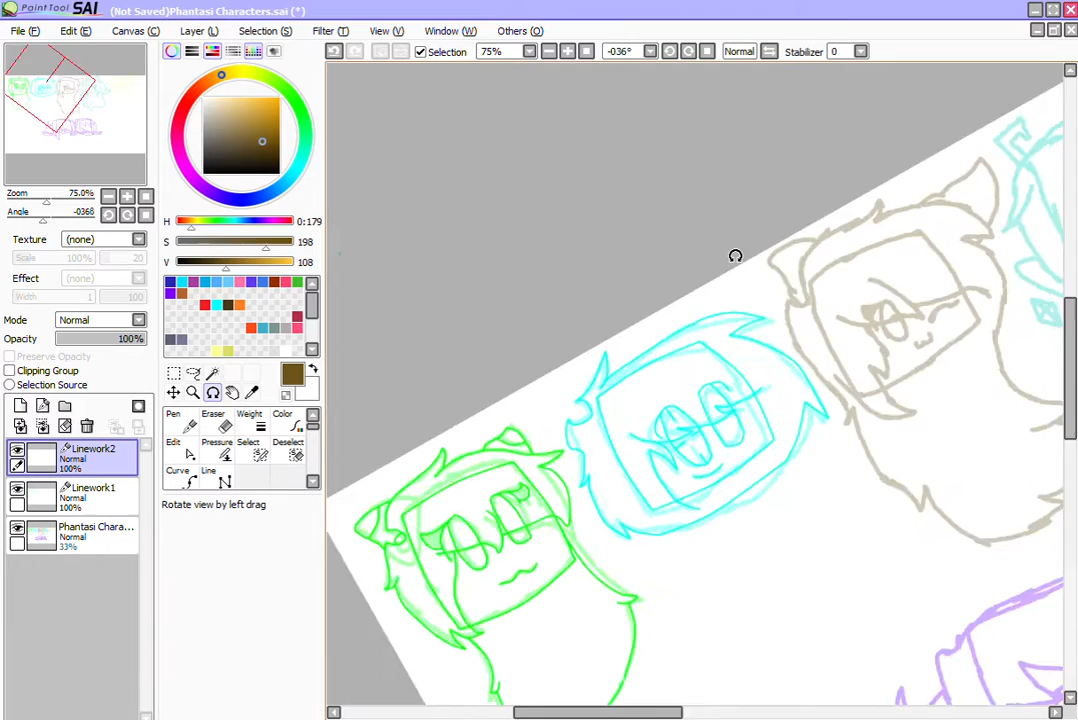 PaintTool SAI (Not Saved)Phantasi Characters.sai (*)
File (F) Edit (E) Canvas (C) Layer (L) Selection (S) Filter (T) View (V) Window (W) Others (O)
Selection 75% -036° Normal Stabilizer 0
Zoom 75.0%
Angle -036ß
Texture (none)
Scale 100% 20
Effect (none)
Width 1 100
Mode Normal
Opacity 100%
Preserve Opacity
Clipping Group
Selection Source
Linework2
Normal
100%
Linework1
Normal
100%
Phantasi Chara...
Normal
33%
H 0:179
S 198
V 108
Pen Eraser Weight Color
Edit Pressure Select Deselect
Curve Line
Rotate view by left drag